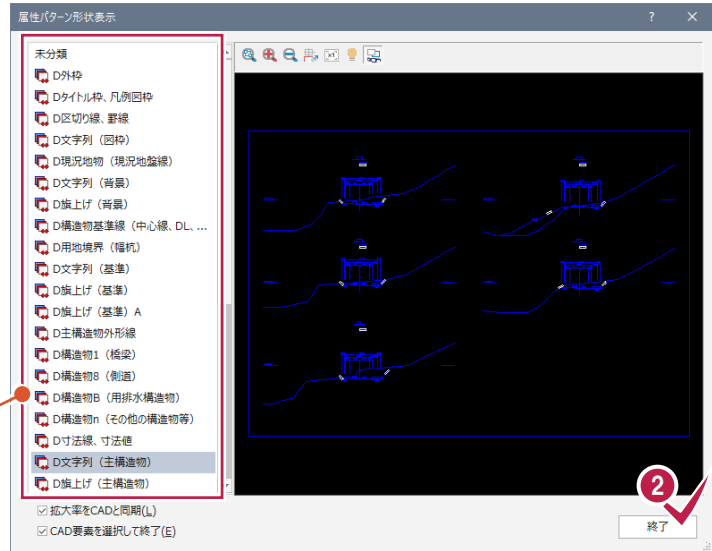 属性パターン形状表示
? ×
未分類
D外枠
Dタイトル枠、凡例図枠
D区切り線、罫線
D文字列（図枠）
D現況地物（現況地盤線）
D文字列（背景）
D旗上げ（背景）
D構造物基準線（中心線、DL、...
D用地境界（幅杭）
D文字列（基準）
D旗上げ（基準）
D旗上げ（基準）A
D主構造物外形線
D構造物1（橋梁）
D構造物8（側道）
D構造物B（用排水構造物）
D構造物n（その他の構造物等）
D寸法線、寸法値
D文字列（主構造物）
D旗上げ（主構造物）
拡大率をCADと同期(L)
CAD要素を選択して終了(E)
2
終了